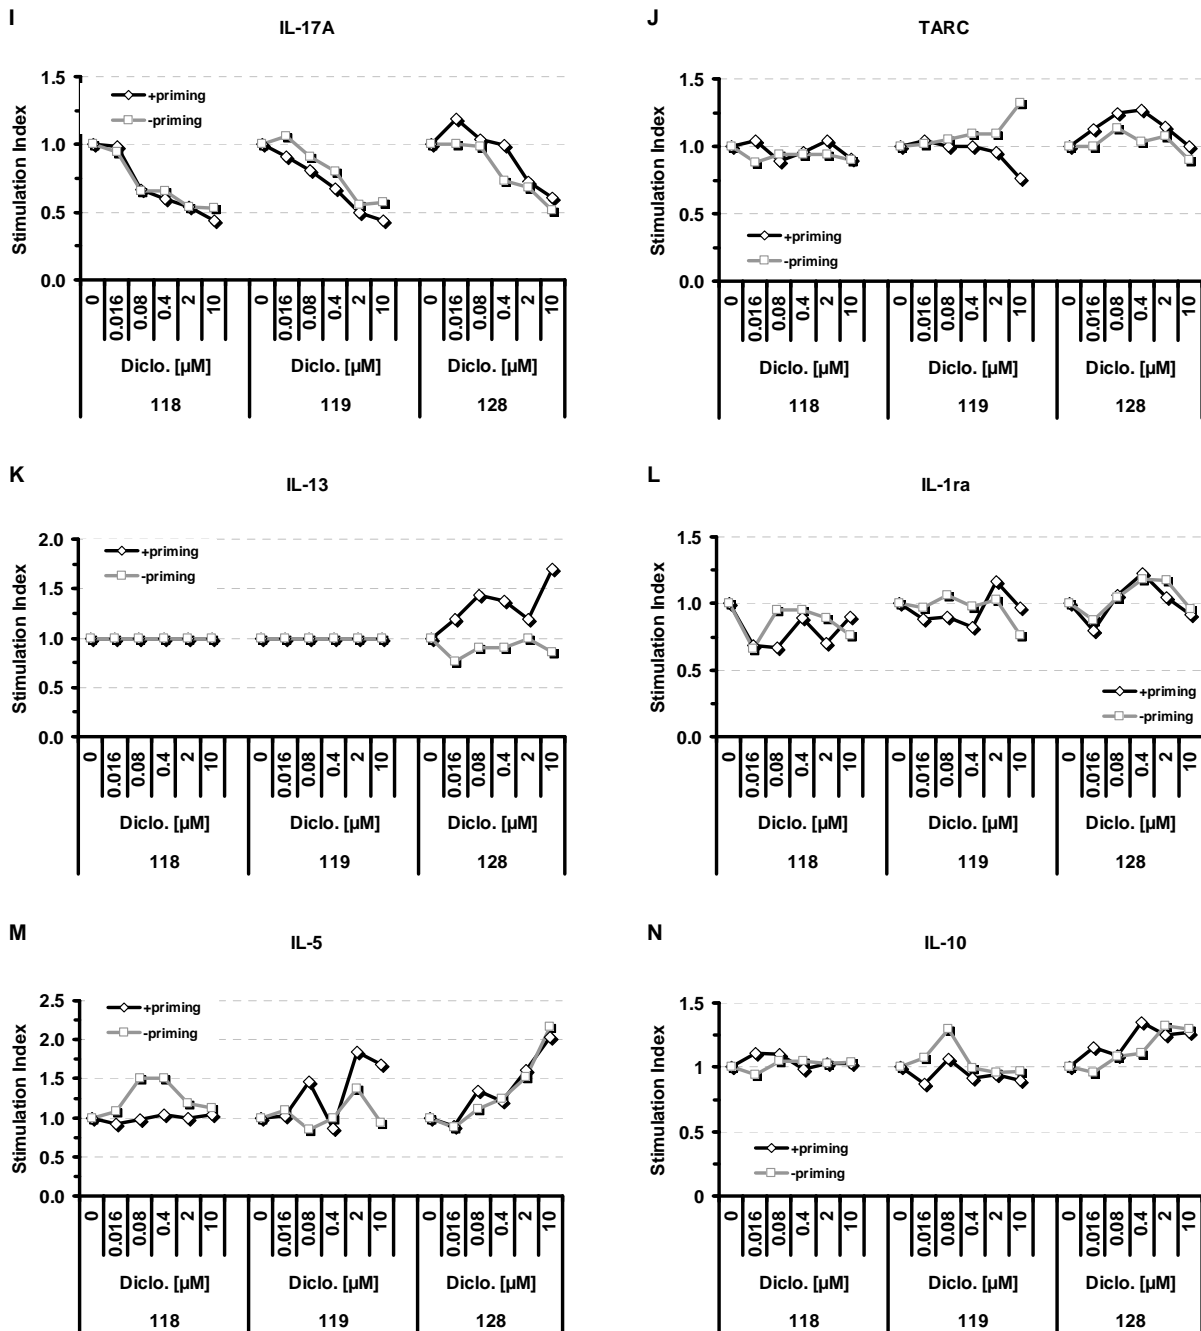 I
IL-17A
Stimulation Index
1.5
1.0
0.5
0.0
+priming
-priming
0 0.016 0.08 0.4 2 10 0 0.016 0.08 0.4 2 10 0 0.016 0.08 0.4 2 10
Diclo. [µM] Diclo. [µM] Diclo. [µM]
118 119 128
J
TARC
Stimulation Index
1.5
1.0
0.5
0.0
+priming
-priming
0 0.016 0.08 0.4 2 10 0 0.016 0.08 0.4 2 10 0 0.016 0.08 0.4 2 10
Diclo. [µM] Diclo. [µM] Diclo. [µM]
118 119 128
K
IL-13
Stimulation Index
2.0
1.5
1.0
0.5
0.0
+priming
-priming
0 0.016 0.08 0.4 2 10 0 0.016 0.08 0.4 2 10 0 0.016 0.08 0.4 2 10
Diclo. [µM] Diclo. [µM] Diclo. [µM]
118 119 128
L
IL-1ra
Stimulation Index
1.5
1.0
0.5
0.0
+priming
-priming
0 0.016 0.08 0.4 2 10 0 0.016 0.08 0.4 2 10 0 0.016 0.08 0.4 2 10
Diclo. [µM] Diclo. [µM] Diclo. [µM]
118 119 128
M
IL-5
Stimulation Index
2.5
2.0
1.5
1.0
0.5
0.0
+priming
-priming
0 0.016 0.08 0.4 2 10 0 0.016 0.08 0.4 2 10 0 0.016 0.08 0.4 2 10
Diclo. [µM] Diclo. [µM] Diclo. [µM]
118 119 128
N
IL-10
Stimulation Index
1.5
1
0.5
0
+priming
-priming
0 0.016 0.08 0.4 2 10 0 0.016 0.08 0.4 2 10 0 0.016 0.08 0.4 2 10
Diclo. [µM] Diclo. [µM] Diclo. [µM]
118 119 128